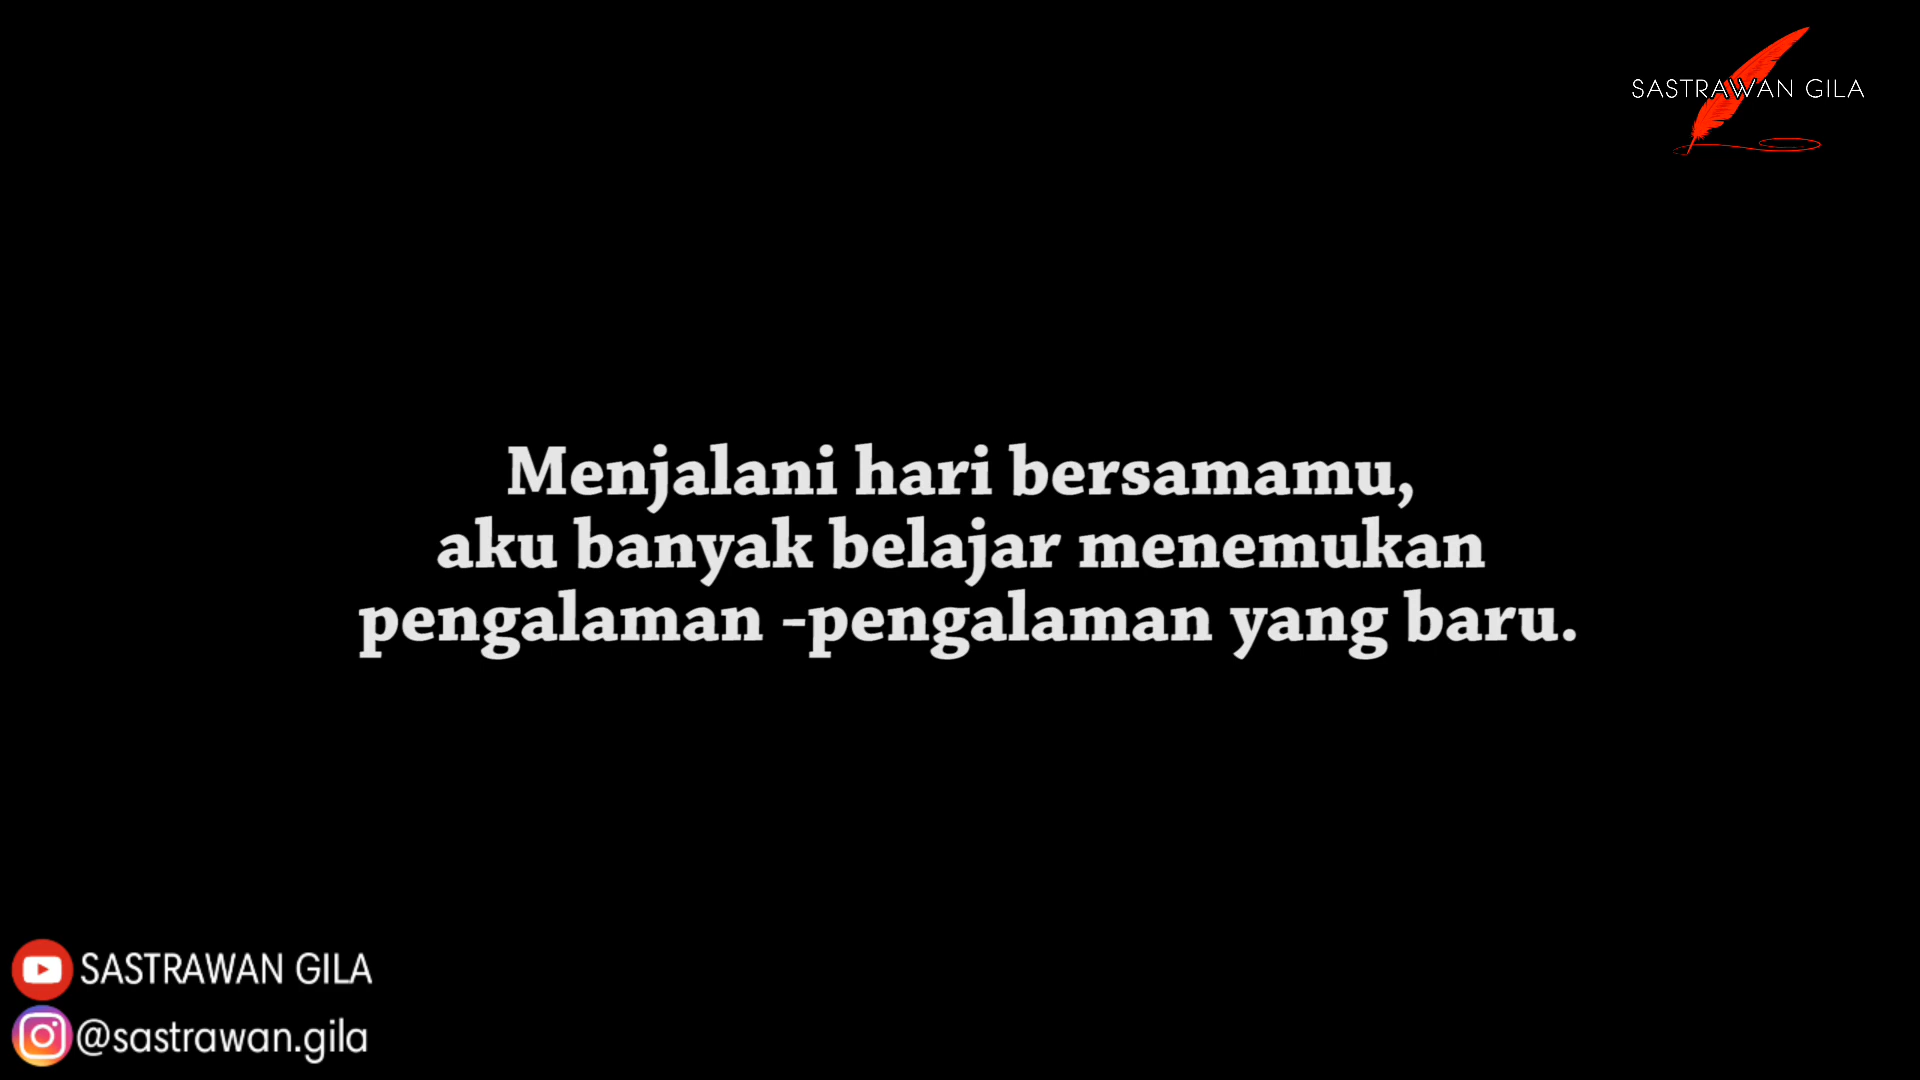 SASTRAWAN GILA
Menjalani hari bersamamu,
aku banyak belajar menemukan
pengalaman -pengalaman yang baru.
SASTRAWAN GILA
@sastrawan.gila